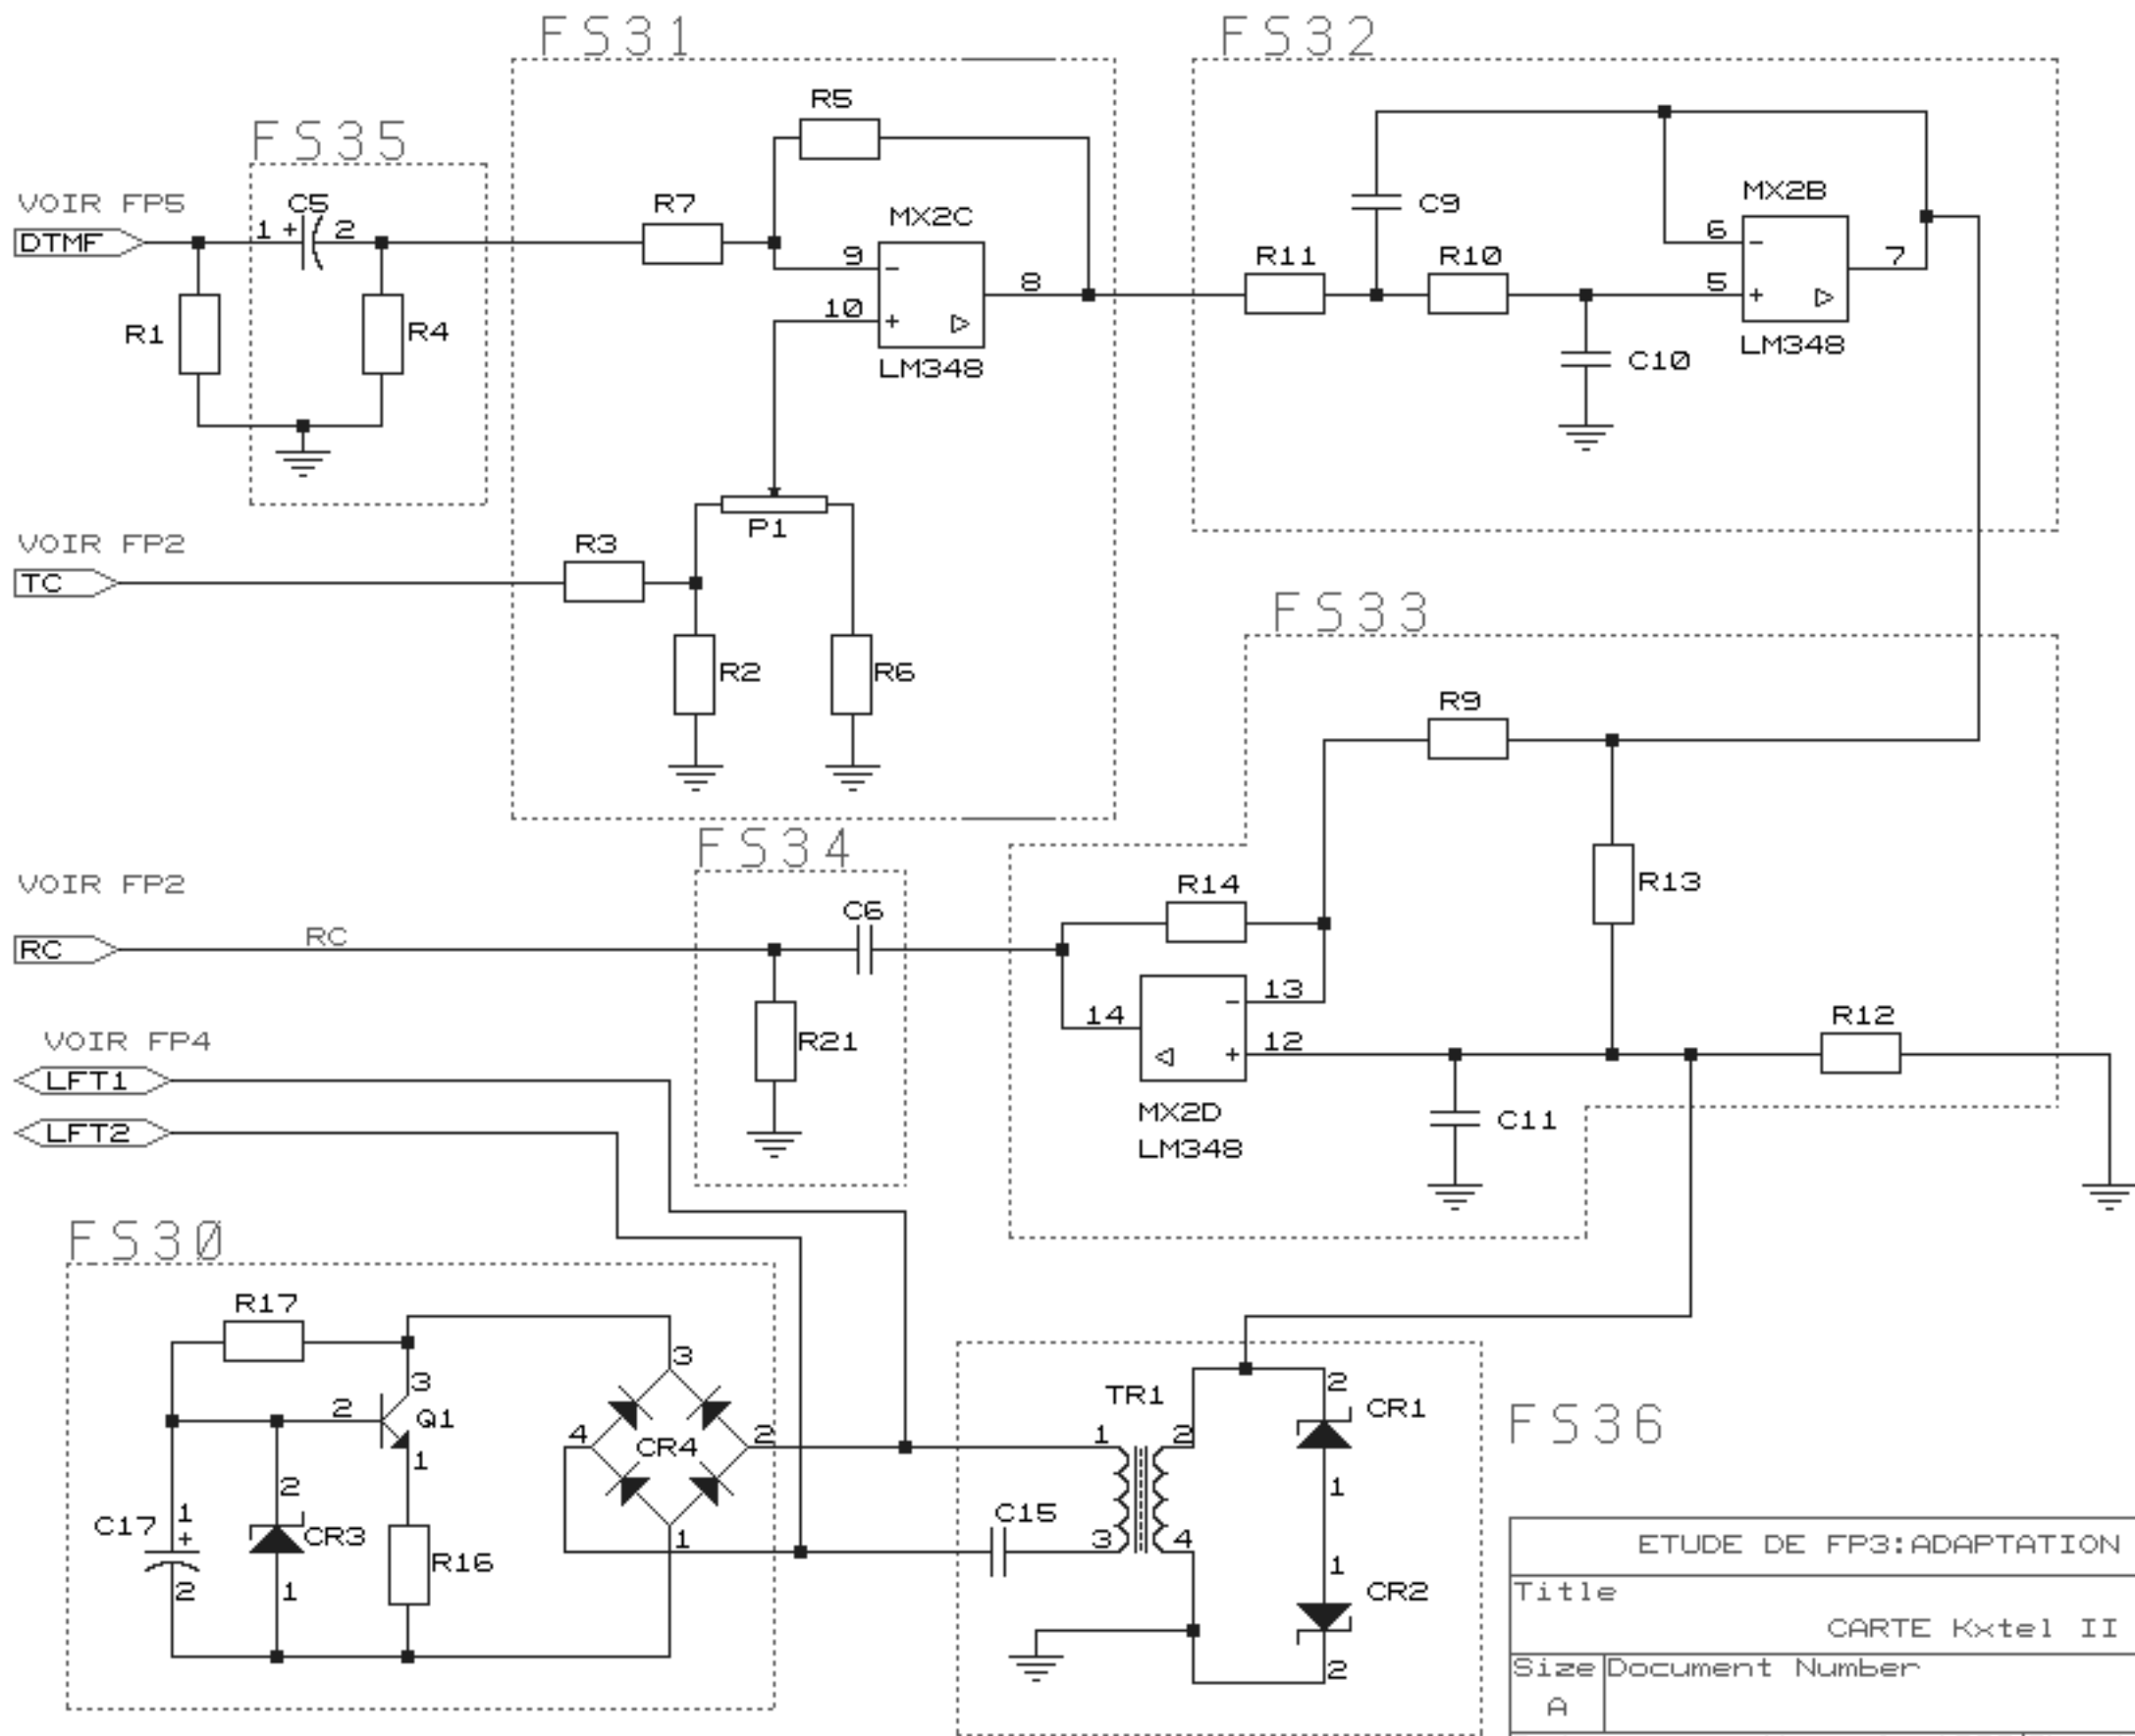 FS31
FS32
R5
FS35
VOIR FP5
C5
R7
MX2C
C9
MX2B
DTMF
1 + 2
9 -
6 -
R11
R10
7
8
5 +
R1
R4
10 +
LM348
LM348
C10
P1
VOIR FP2
R3
TC
FS33
R2
R6
R9
FS34
VOIR FP2
C6
R14
R13
RC
RC
14
- 13
R12
+ 12
R21
VOIR FP4
LFT1
MX2D
C11
LFT2
LM348
FS30
R17
3
3
TR1
2
CR1
FS36
2
Q1
4
CR4
2
1
2
1
2
1
C17
1
+
CR3
R16
1
C15
3
4
ETUDE DE FP3:ADAPTATION
2
1
1
CR2
Title
CARTE Kxtel II
2
Size
Document Number
A